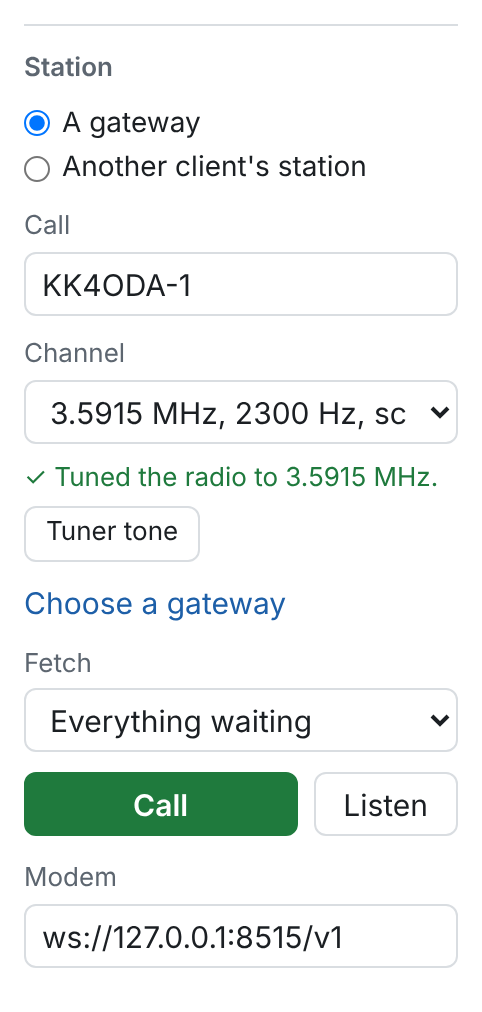 Station
A gateway
Another client's station
Call
KK4ODA-1
Channel
3.5915 MHz, 2300 Hz, sc
✓ Tuned the radio to 3.5915 MHz.
Tuner tone
Choose a gateway
Fetch
Everything waiting
Call
Listen
Modem
ws://127.0.0.1:8515/v1